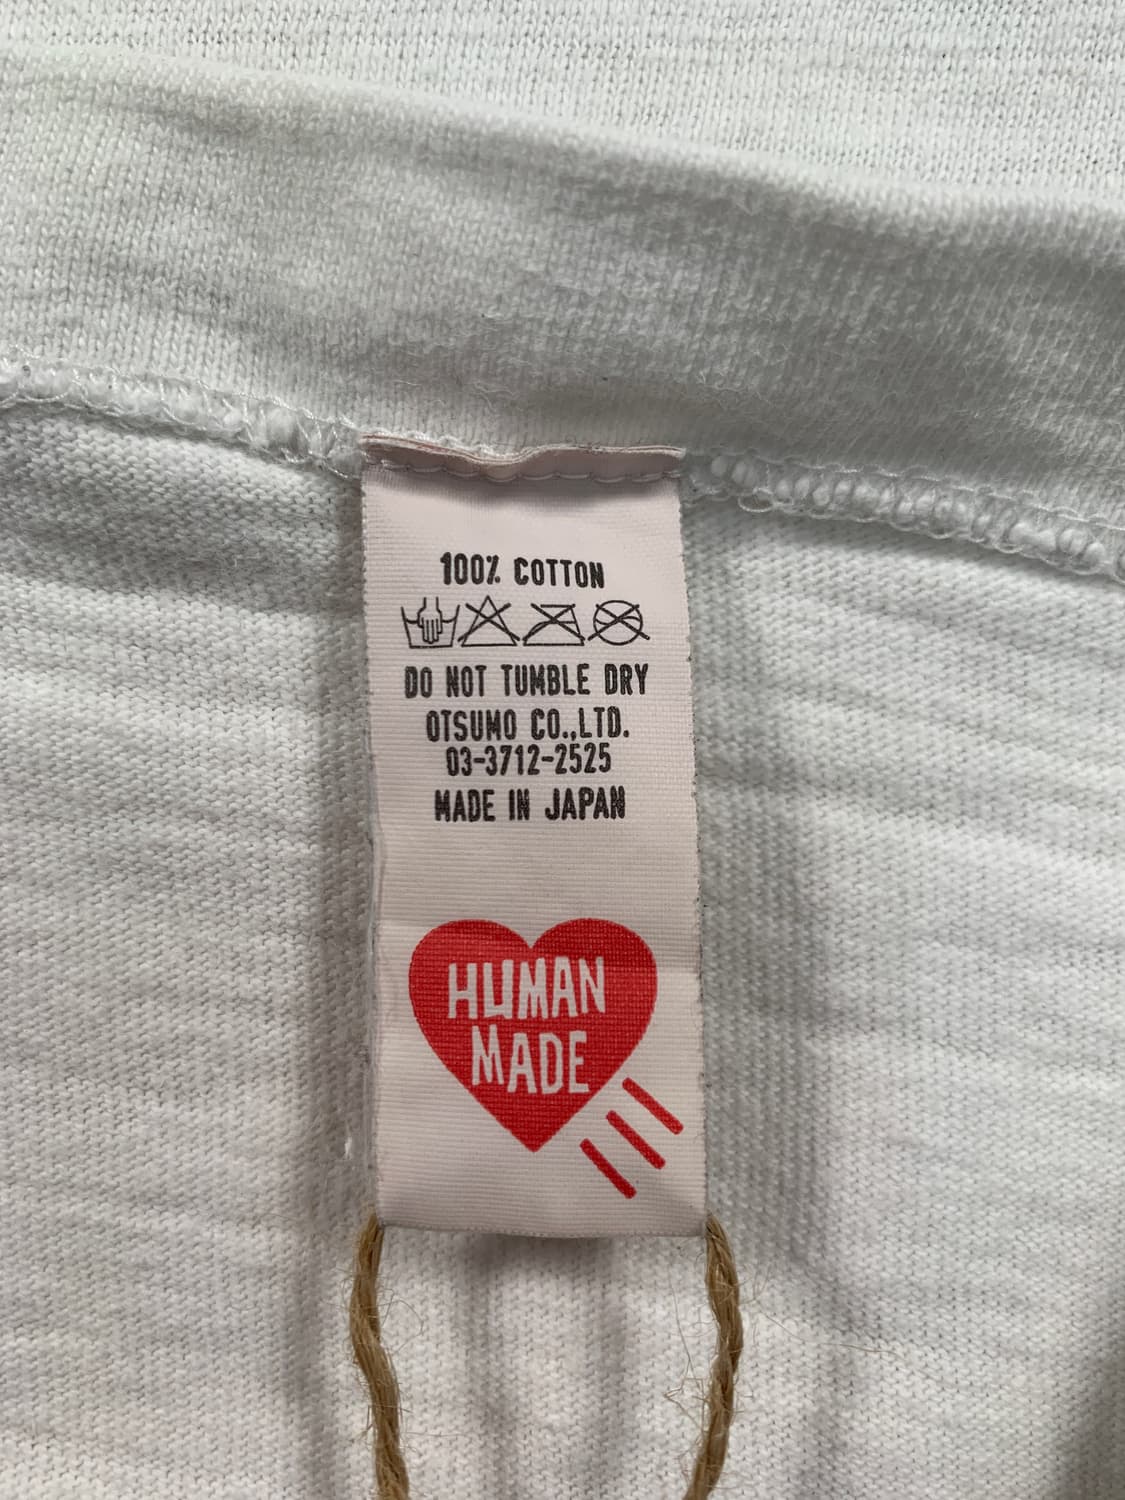 100% COTTON
DO NOT TUMBLE DRY
OTSUMO CO.,LTD.
03-3712-2525
MADE IN JAPAN
HUMAN
MADE